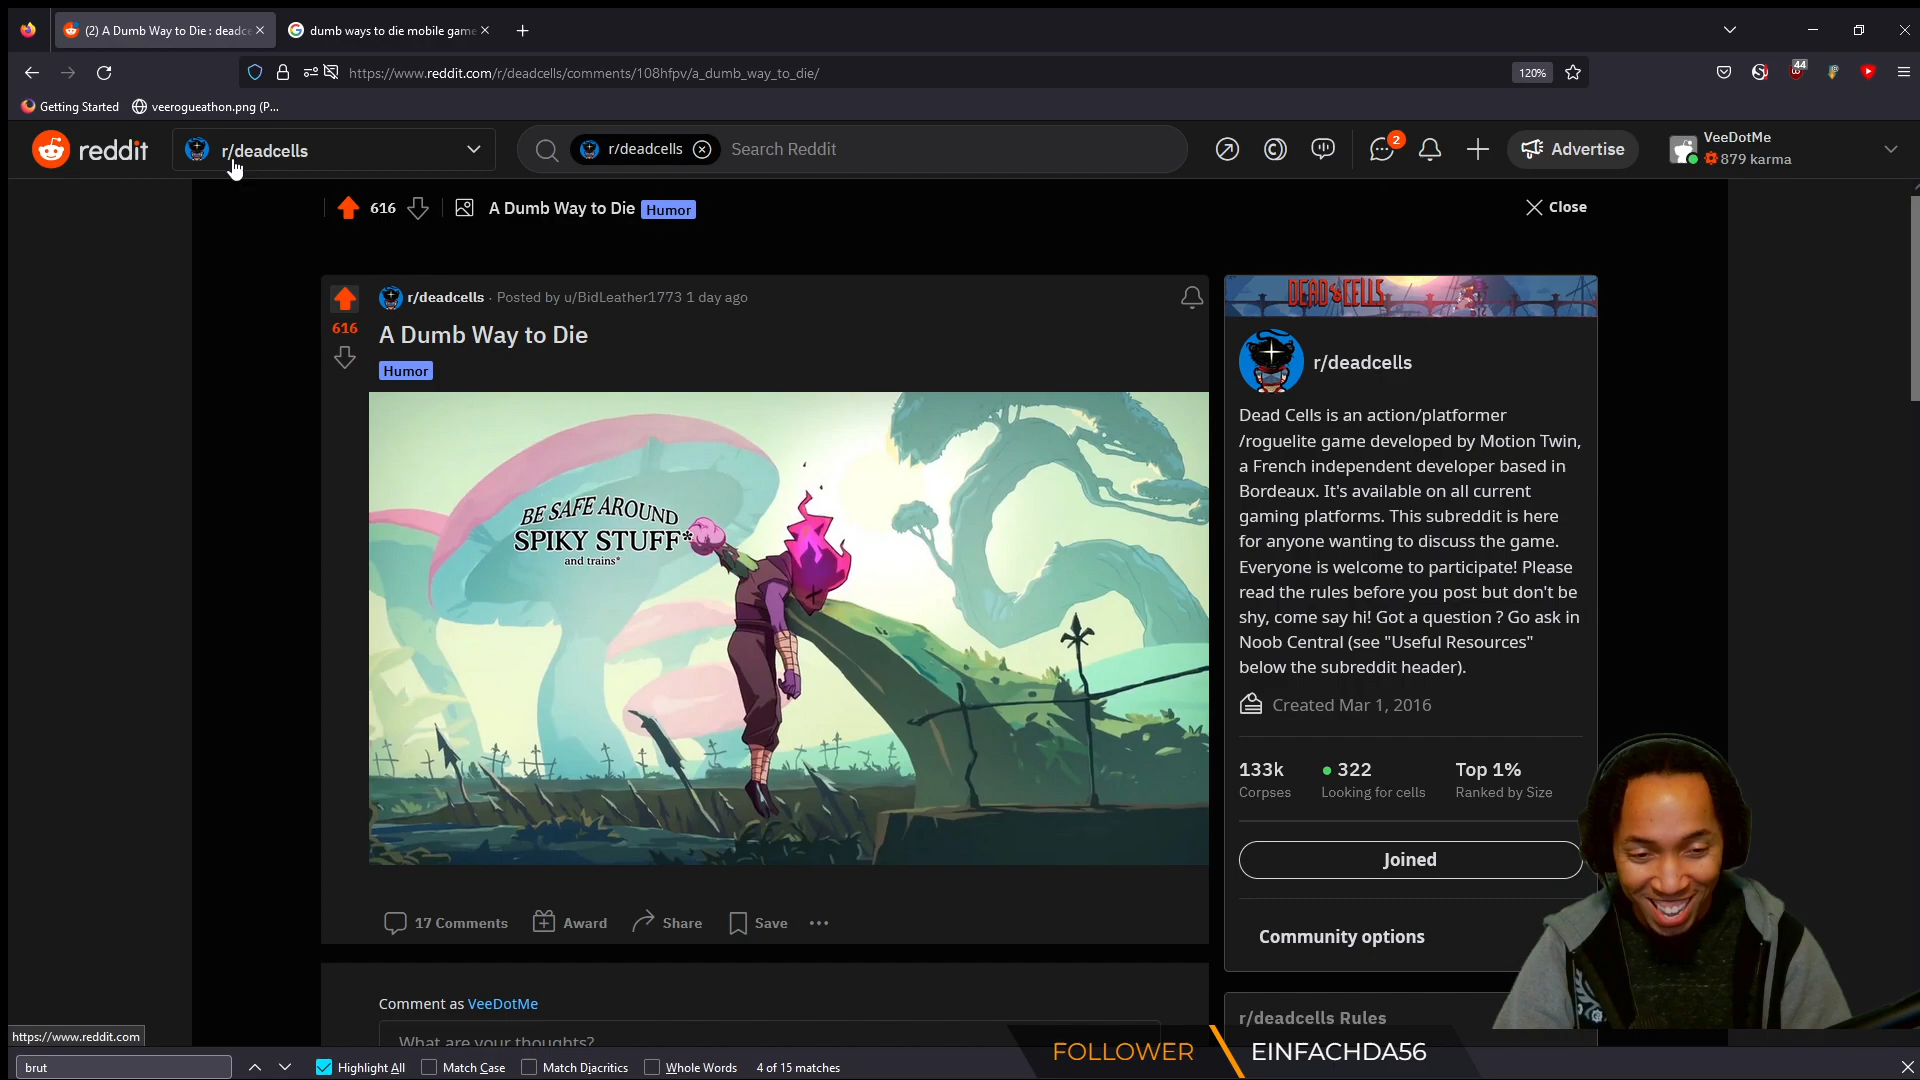 (2) A Dumb Way to Die : deadce
dumb ways to die mobile game
https://www.reddit.com/r/deadcells/comments/108hfpv/a_dumb_way_to_die/
120%
44
Getting Started
veerogueathon.png (P...
reddit
r/deadcells
r/deadcells
Search Reddit
2
Advertise
VeeDotMe
879 karma
616
A Dumb Way to Die
Humor
Close
r/deadcells · Posted by u/BidLeather1773 1 day ago
616
A Dumb Way to Die
Humor
BE SAFE AROUND
SPIKY STUFF*
and trains*
17 Comments
Award
Share
Save
Comment as VeeDotMe
What are your thoughts?
DEAD CELLS
r/deadcells
Dead Cells is an action/platformer
/roguelite game developed by Motion Twin,
a French independent developer based in
Bordeaux. It's available on all current
gaming platforms. This subreddit is here
for anyone wanting to discuss the game.
Everyone is welcome to participate! Please
read the rules before you post but don't be
shy, come say hi! Got a question ? Go ask in
Noob Central (see "Useful Resources"
below the subreddit header).
Created Mar 1, 2016
133k
Corpses
322
Looking for cells
Top 1%
Ranked by Size
Joined
Community options
r/deadcells Rules
FOLLOWER
EINFACHDA56
https://www.reddit.com
brut
Highlight All
Match Case
Match Diacritics
Whole Words
4 of 15 matches